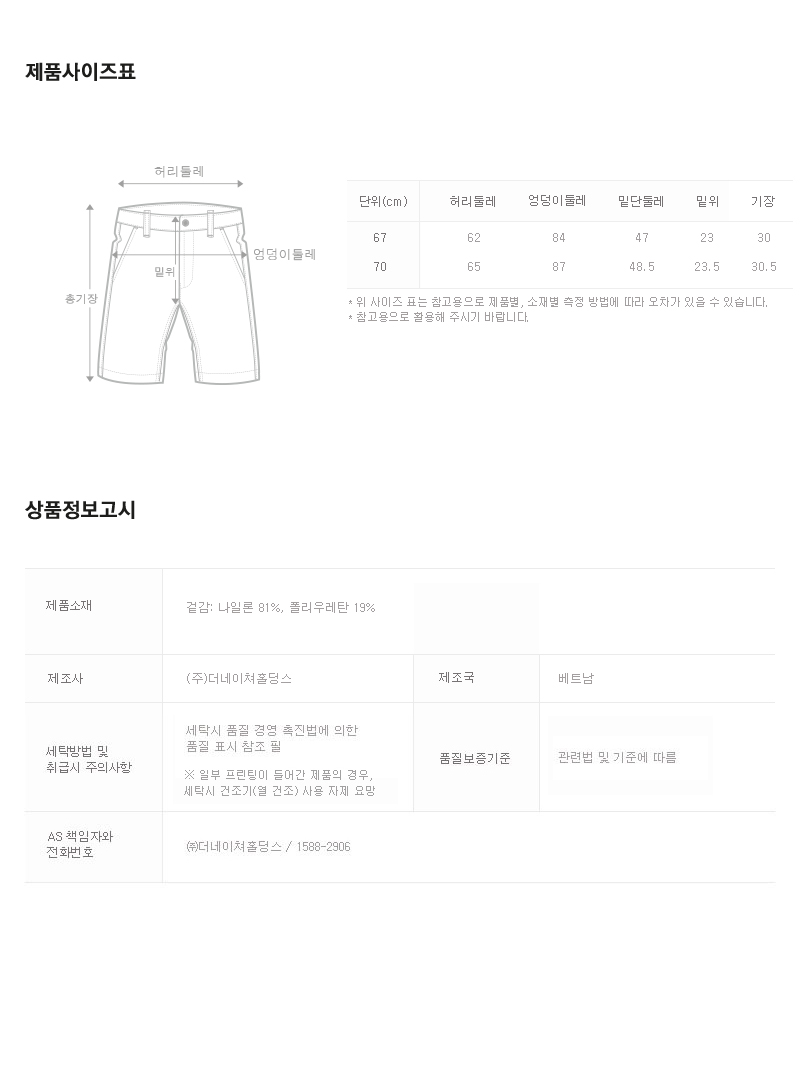 제품사이즈표
허리둘레
엉덩이둘레
밑위
총기장
단위(cm) 허리둘레 엉덩이둘레 밑단둘레 밑위 기장
67 62 84 47 23 30
70 65 87 48.5 23.5 30.5
* 위 사이즈 표는 참고용으로 제품별, 소재별 측정 방법에 따라 오차가 있을 수 있습니다.
* 참고용으로 활용해 주시기 바랍니다.
상품정보고시
제품소재 겉감: 나일론 81%, 폴리우레탄 19%
제조사 (주)더네이쳐홀딩스 제조국 베트남
세탁방법 및
취급시 주의사항
세탁시 품질 경영 촉진법에 의한
품질 표시 참조 필
※ 일부 프린팅이 들어간 제품의 경우,
세탁시 건조기(열 건조) 사용 자제 요망
품질보증기준 관련법 및 기준에 따름
AS 책임자와
전화번호
㈜더네이쳐홀딩스 / 1588-2906